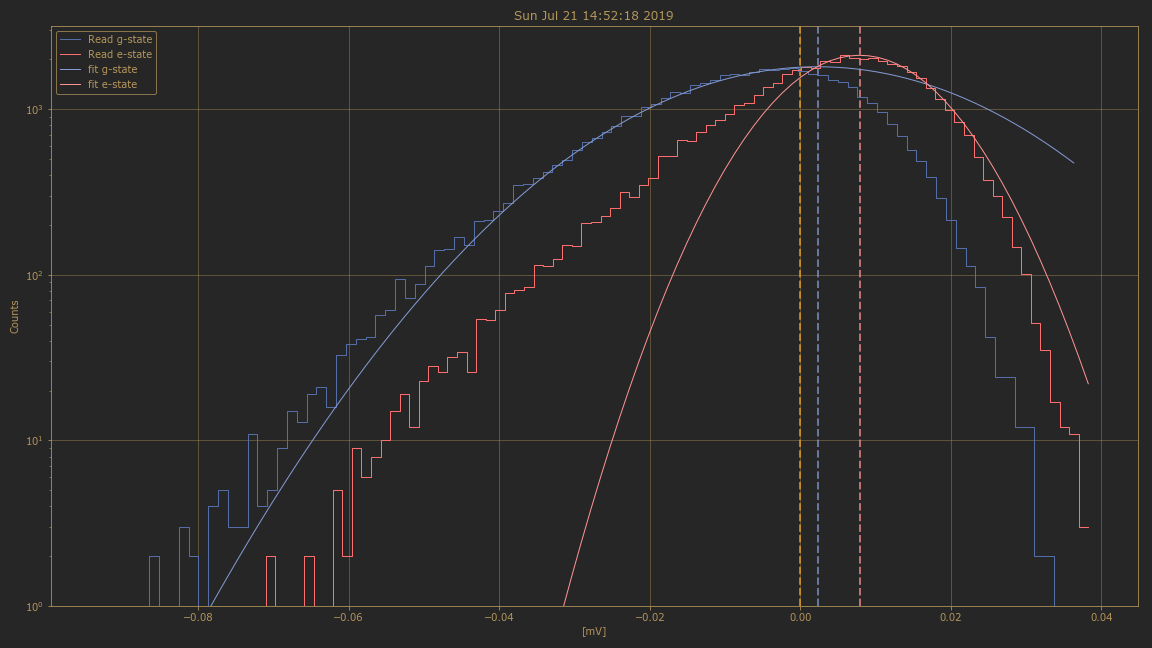 Sun Jul 21 14:52:18 2019
Read g-state
Read e-state
fit g-state
fit e-state
10³
10²
10¹
10⁰
Counts
−0.08 −0.06 −0.04 −0.02 0.00 0.02 0.04
[mV]